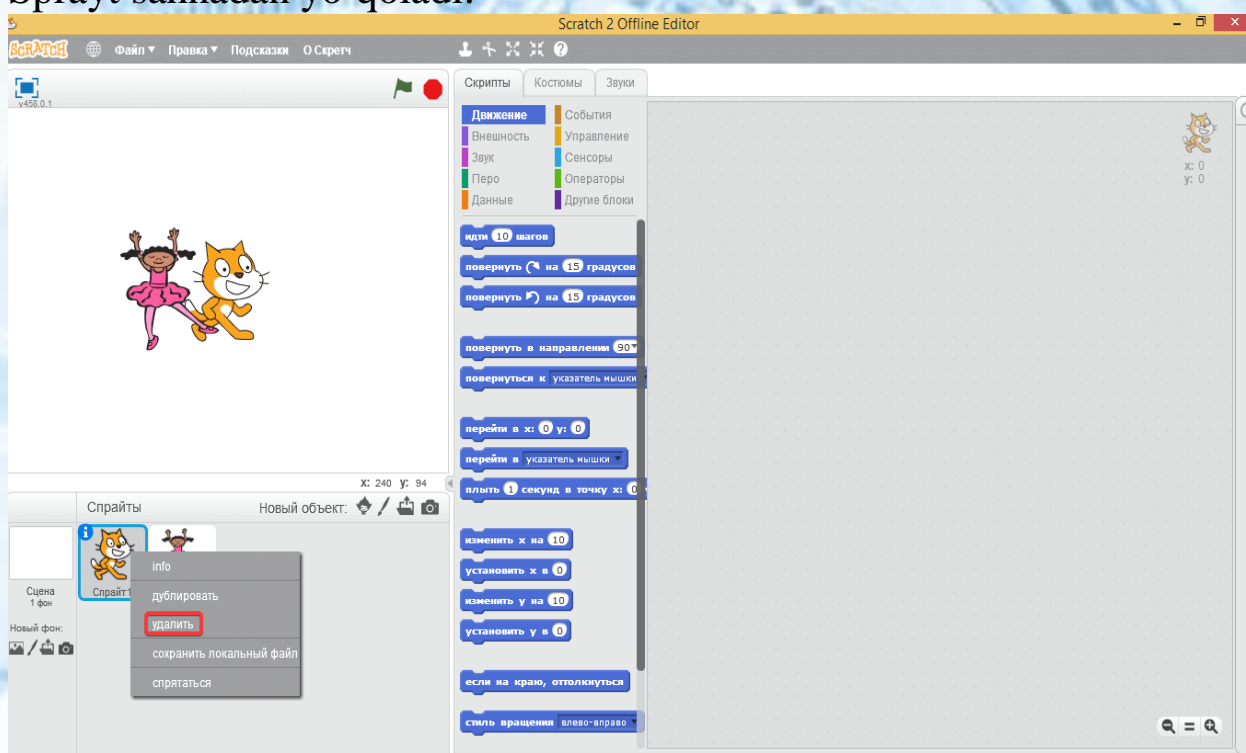 Sprayt sahnadan yo'qoladi.
Scratch 2 Offline Editor
SCRATCH Файл Правка Подсказки О Скретч
v458.0.1
Скрипты Костюмы Звуки
Движение События
Внешность Управление
Звук Сенсоры
Перо Операторы
Данные Другие блоки
x: 0
y: 0
идти 10 шагов
повернуть на 15 градусов
повернуть на 15 градусов
повернуть в направлении 90
повернуться к указатель мышки
перейти в x: 0 y: 0
перейти в указатель мышки
плыть 1 секунд в точку x: 0
изменить x на 10
установить x в 0
изменить y на 10
установить y в 0
если на краю, оттолкнуться
стиль вращения влево-вправо
X: 240 Y: 94
Спрайты Новый объект:
Сцена
1 фон
Новый фон:
Спрайт1
info
дублировать
удалить
сохранить локальный файл
спрятаться